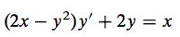 (2x − y²)y′ + 2y = x